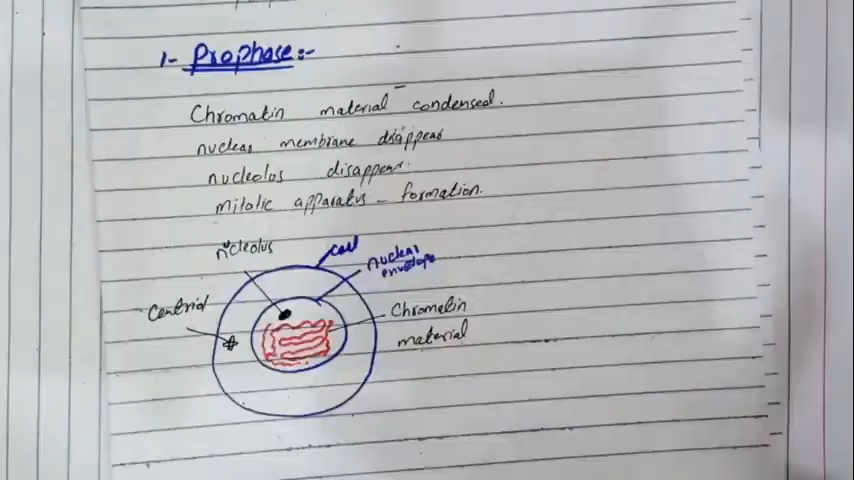 1- Prophase:-
Chromatin material condensed.
nuclear membrane disappear
nucleolus disappear
mitotic apparatus - formation.
nucleolus
cell
nuclear
envelope
Centriol
Chromatin
material